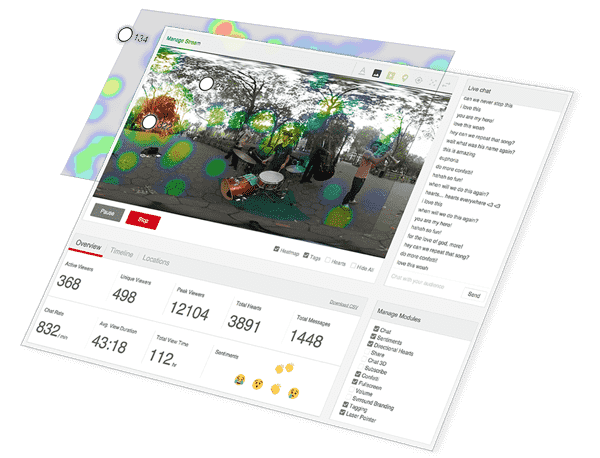 134
Manage Stream
Live chat
can we never stop this
i love this
you are my hero!
love this woah
hey can we repeat that song?
wait what was his name again?
this is amazing
euphoria
do more confetti!
hahah so fun!
when will we do this again?
hearts... hearts everywhere <3 <3
i love this
when will we do this again?
you are my hero!
hahah so fun!
for the love of god, more!
hey can we repeat that song?
do more confetti!
love this woah
Chat with your audience
Send
Pause
Stop
Heatmap
Tags
Hearts
Hide All
Overview
Timeline
Locations
Download CSV
Active Viewers
368
Unique Viewers
498
Peak Viewers
12104
Total Hearts
3891
Total Messages
1448
Chat Rate
832 / min
Avg. View Duration
43:18
Total View Time
112 hr
Sentiments
Manage Modules
Chat
Sentiments
Directional Hearts
Share
Chat 3D
Subscribe
Confetti
Fullscreen
Volume
Surround Branding
Tagging
Laser Pointer